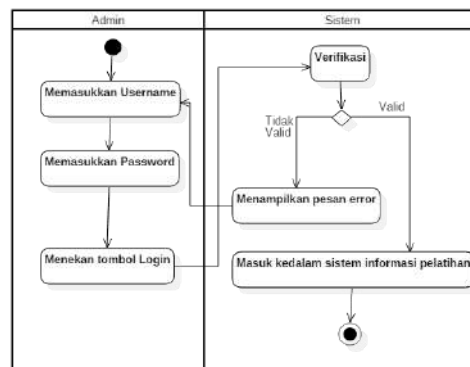 Admin
Sistem
Verifikasi
Memasukkan Username
Tidak
Valid
Valid
Memasukkan Password
Menampilkan pesan error
Menekan tombol Login
Masuk kedalam sistem informasi pelatihan